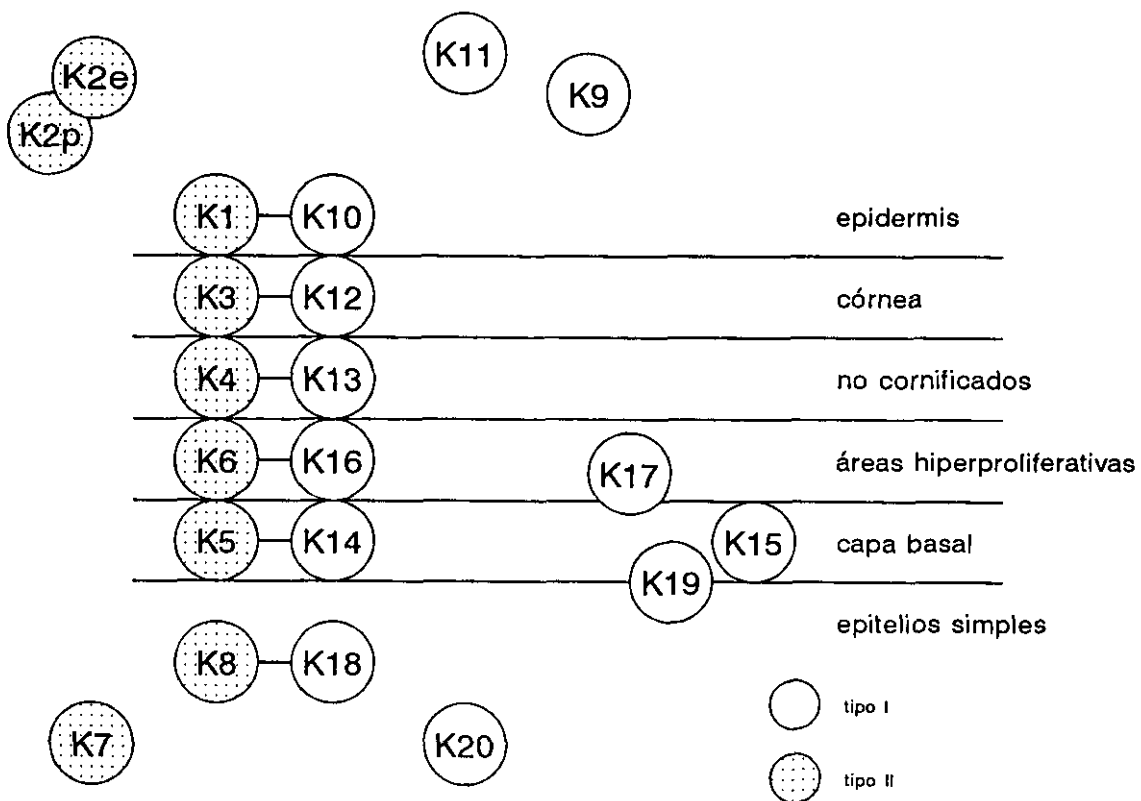 K2e
K11
K9
K2p
K1 K10 epidermis
K3 K12 córnea
K4 K13 no cornificados
K6 K16 K17 áreas hiperproliferativas
K5 K14 K15 capa basal
K19
epitelios simples
K8 K18
tipo I
K7 K20
tipo II